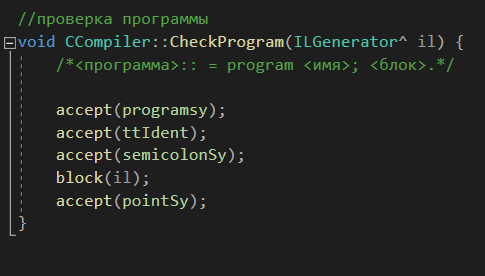 //проверка программы
void CCompiler::CheckProgram(ILGenerator^ il) {
/*<программа>:: = program <имя>; <блок>.*/
accept(programsy);
accept(ttIdent);
accept(semicolonSy);
block(il);
accept(pointSy);
}